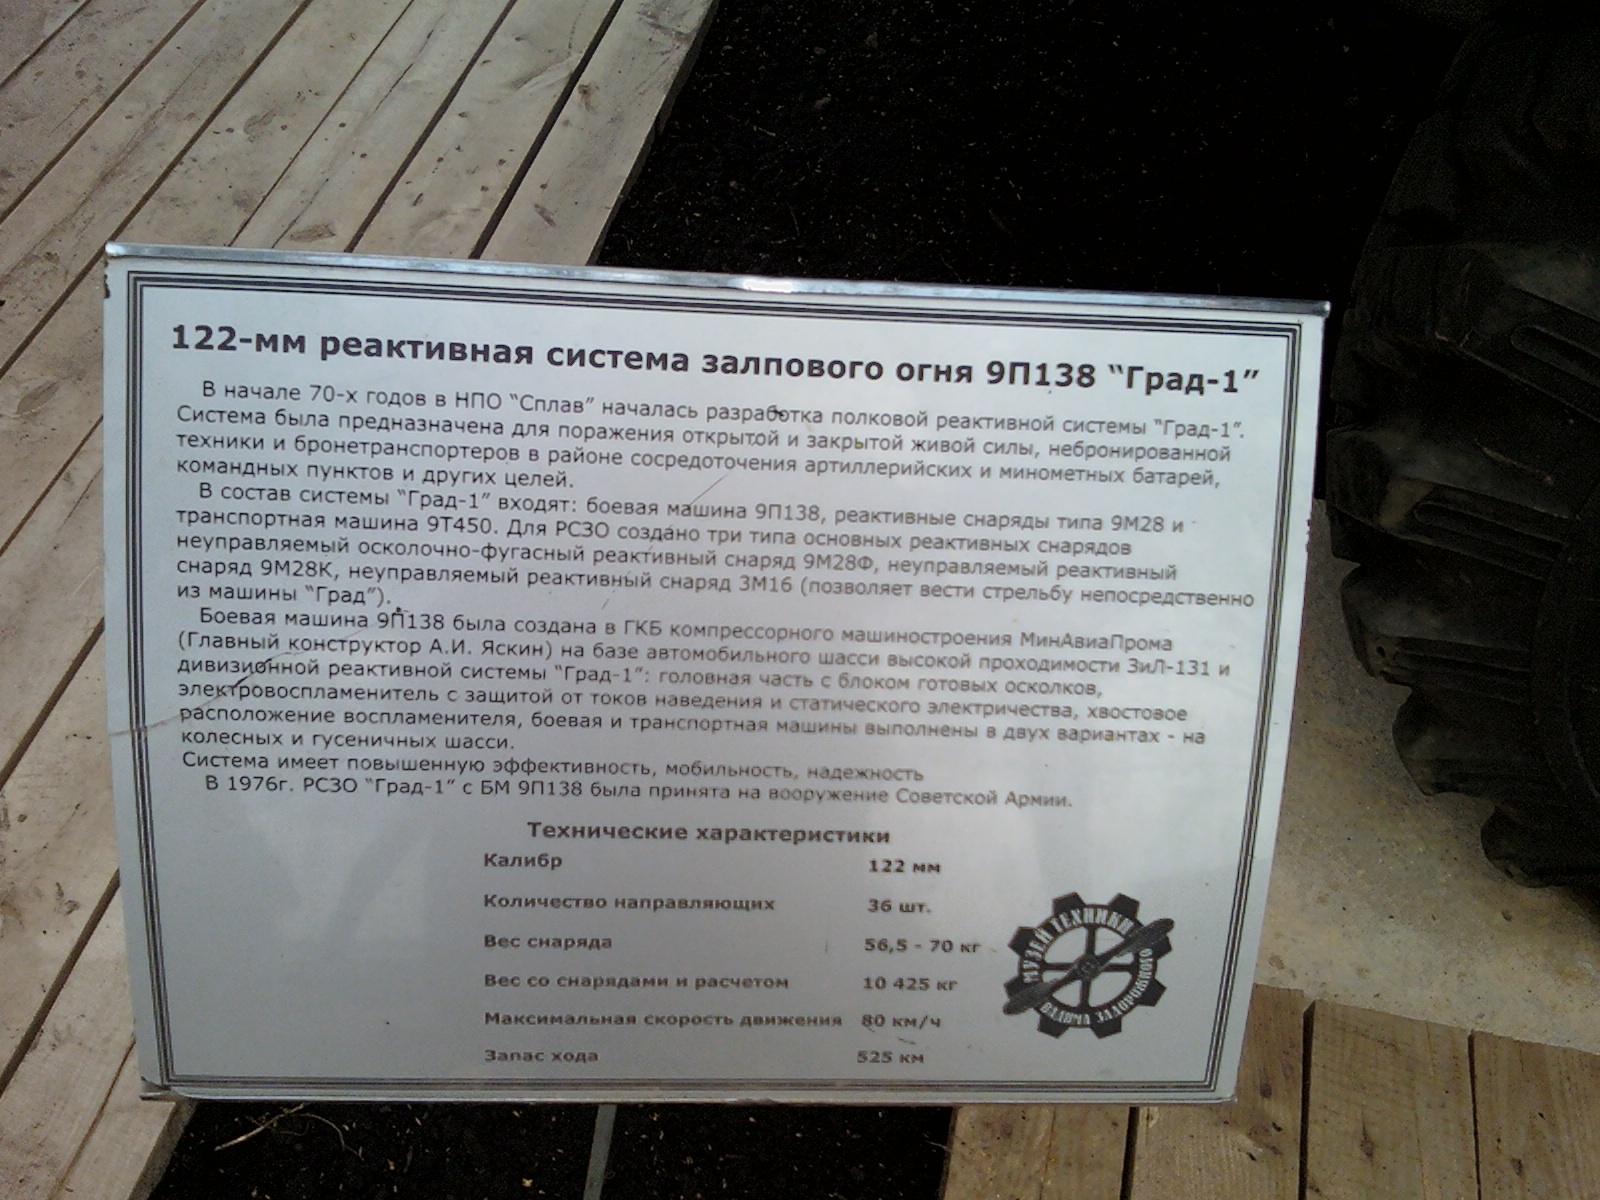 122-мм реактивная система залпового огня 9П138 “Град-1”
В начале 70-х годов в НПО “Сплав” началась разработка полковой реактивной системы “Град-1”.
Система была предназначена для поражения открытой и закрытой живой силы, небронированной
техники и бронетранспортеров в районе сосредоточения артиллерийских и минометных батарей,
командных пунктов и других целей.
В состав системы “Град-1” входят: боевая машина 9П138, реактивные снаряды типа 9М28 и
транспортная машина 9Т450. Для РСЗО создано три типа основных реактивных снарядов
неуправляемый осколочно-фугасный реактивный снаряд 9М28Ф, неуправляемый реактивный
снаряд 9М28К, неуправляемый реактивный снаряд 3М16 (позволяет вести стрельбу непосредственно
из машины “Град”).
Боевая машина 9П138 была создана в ГКБ компрессорного машиностроения МинАвиаПрома
(Главный конструктор А.И. Яскин) на базе автомобильного шасси высокой проходимости ЗиЛ-131 и
дивизионной реактивной системы “Град-1”: головная часть с блоком готовых осколков,
электровоспламенитель с защитой от токов наведения и статического электричества, хвостовое
расположение воспламенителя, боевая и транспортная машины выполнены в двух вариантах - на
колесных и гусеничных шасси.
Система имеет повышенную эффективность, мобильность, надежность
В 1976г. РСЗО “Град-1” с БМ 9П138 была принята на вооружение Советской Армии.
Технические характеристики
Калибр 122 мм
Количество направляющих 36 шт.
Вес снаряда 56,5 - 70 кг
Вес со снарядами и расчетом 10 425 кг
Максимальная скорость движения 80 км/ч
Запас хода 525 км
МУЗЕЙ ТЕХНИКИ
ВАДИМА ЗАДОРОЖНОГО